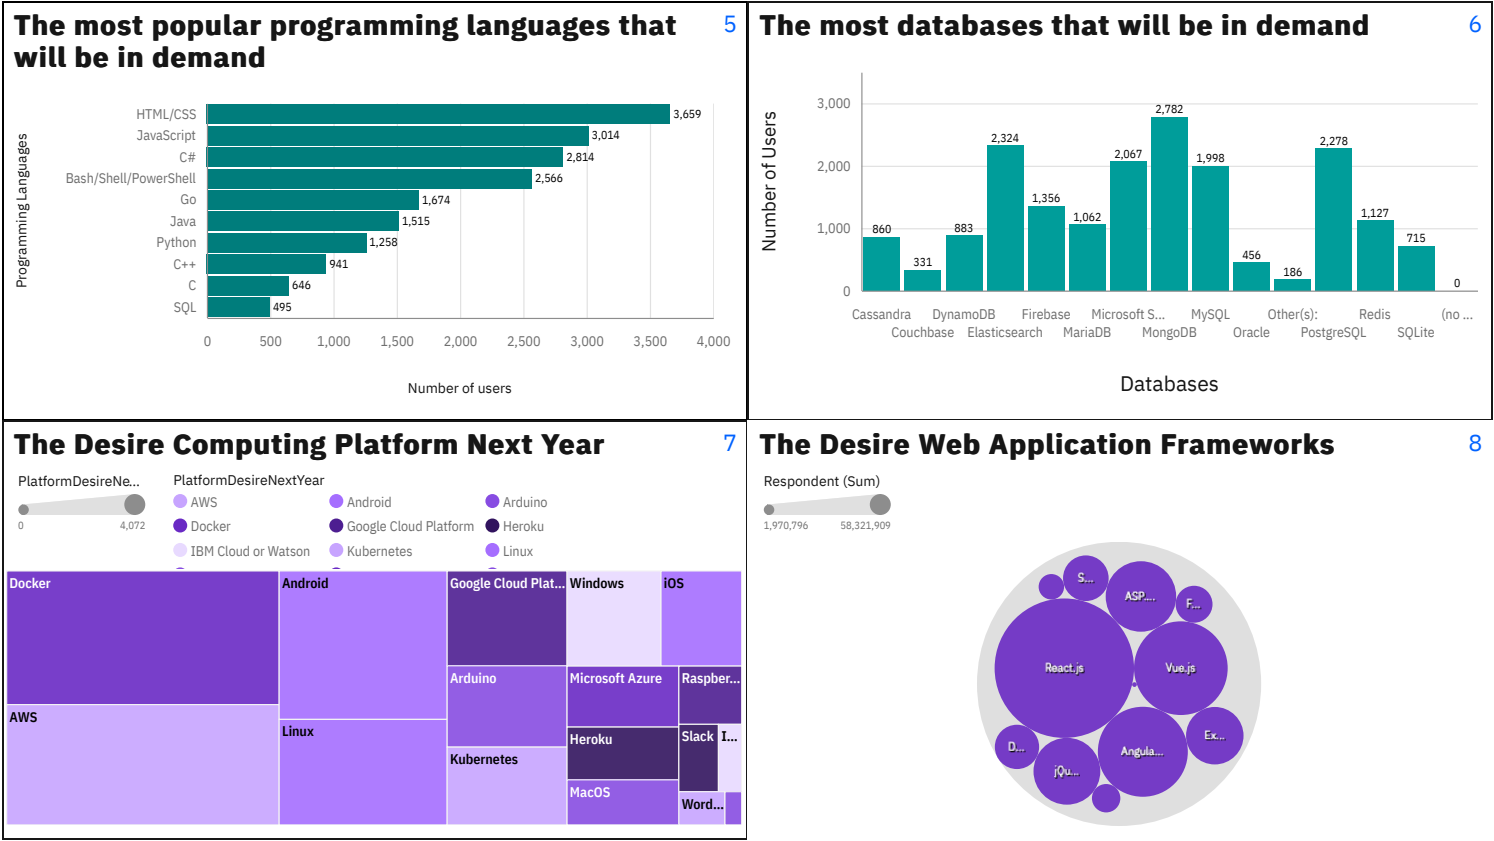 The most popular programming languages that
will be in demand
5
Programming Languages
HTML/CSS 3,659
JavaScript 3,014
C# 2,814
Bash/Shell/PowerShell 2,566
Go 1,674
Java 1,515
Python 1,258
C++ 941
C 646
SQL 495
0 500 1,000 1,500 2,000 2,500 3,000 3,500 4,000
Number of users
The most databases that will be in demand
6
Number of Users
3,000
2,000
1,000
0
860 331 883 2,324 1,356 1,062 2,067 2,782 1,998 456 186 2,278 1,127 715 0
Cassandra DynamoDB Firebase Microsoft S... MySQL Other(s): Redis (no ...
Couchbase Elasticsearch MariaDB MongoDB Oracle PostgreSQL SQLite
Databases
The Desire Computing Platform Next Year
7
PlatformDesireNe...
0 4,072
PlatformDesireNextYear
AWS Android Arduino
Docker Google Cloud Platform Heroku
IBM Cloud or Watson Kubernetes Linux
Docker
AWS
Android
Linux
Google Cloud Plat...
Arduino
Kubernetes
Windows
iOS
Microsoft Azure
Heroku
MacOS
Raspber...
Slack
I...
Word...
The Desire Web Application Frameworks
8
Respondent (Sum)
1,970,796 58,321,909
S...
ASP....
F...
React.js
Vue.js
D...
jQu...
Angula...
Ex...